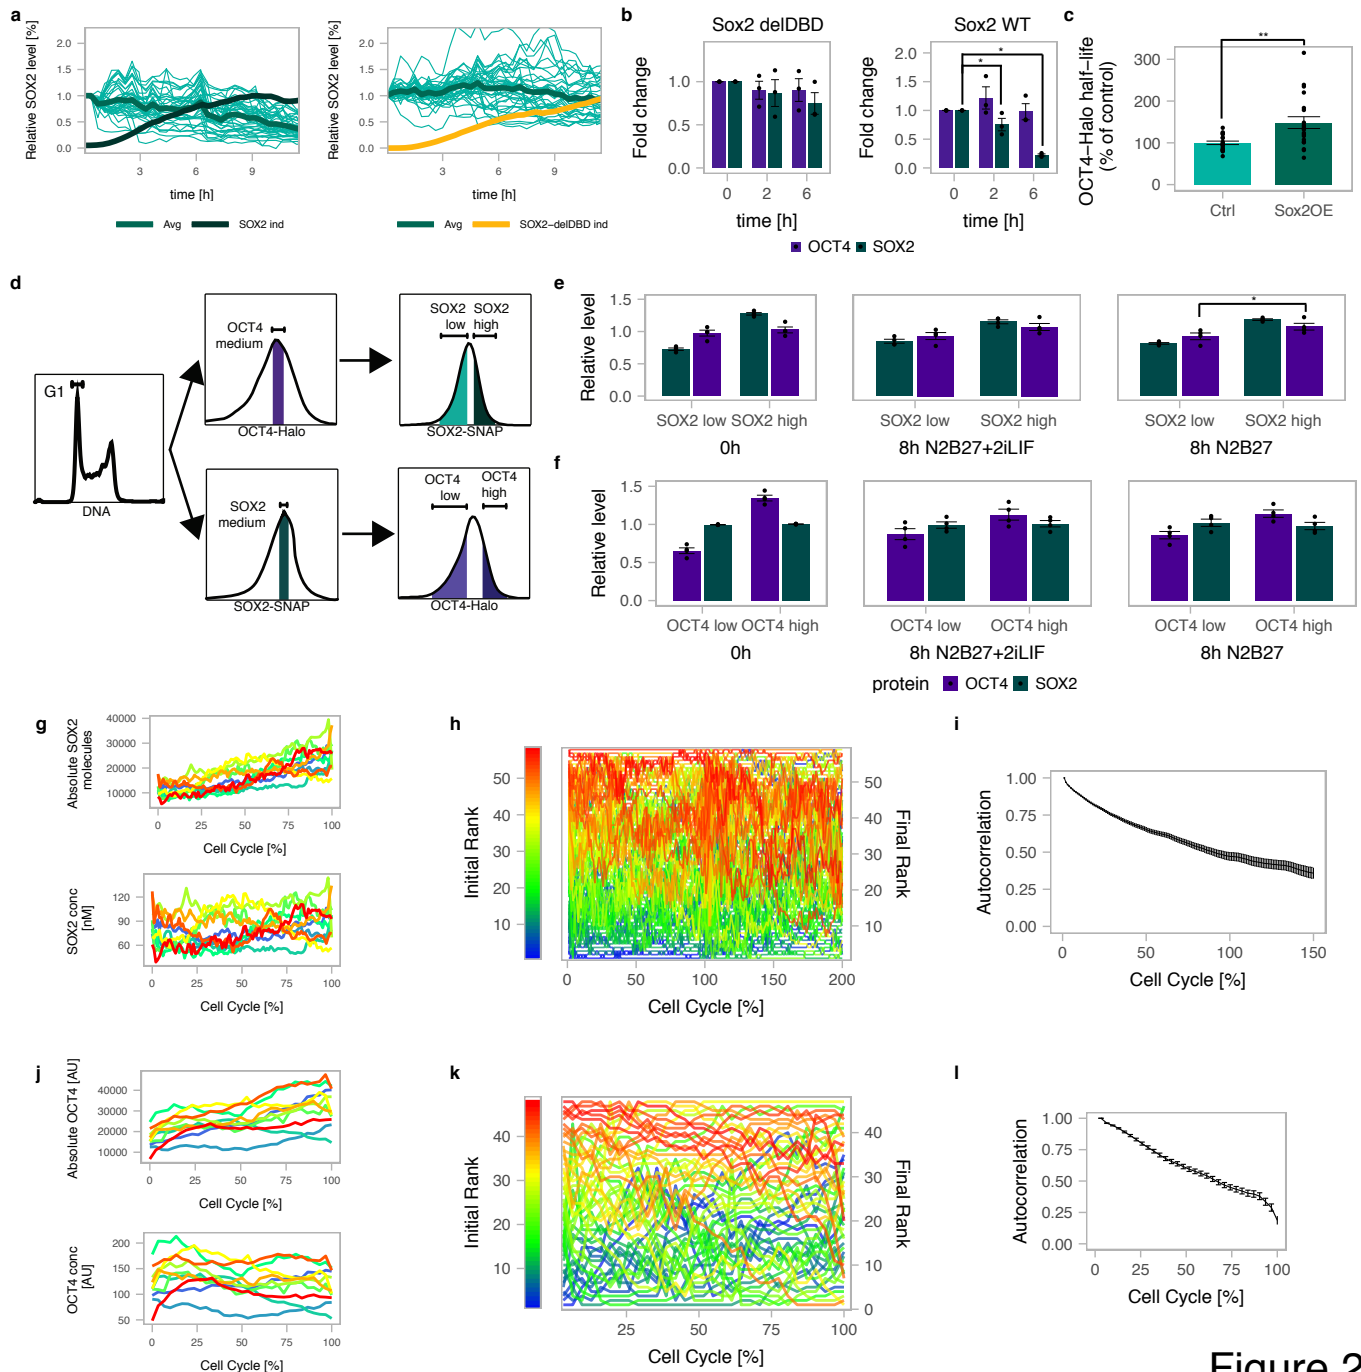 a
Relative SOX2 level [%]
2.0
1.5
1.0
0.5
0.0
3 6 9
time [h]
Avg SOX2 ind
Relative SOX2 level [%]
2.0
1.5
1.0
0.5
0.0
3 6 9
time [h]
Avg SOX2−delDBD ind
b
Sox2 delDBD
Fold change
1.0
0.5
0.0
0 2 6
time [h]
Sox2 WT
Fold change
2.0
1.5
1.0
0.5
0.0
* *
0 2 6
time [h]
OCT4 SOX2
c
OCT4−Halo half−life
(% of control)
300
200
100
0
**
Ctrl Sox2OE
d
G1
DNA
OCT4
medium
OCT4-Halo
SOX2
low
SOX2
high
SOX2-SNAP
SOX2
medium
SOX2-SNAP
OCT4
low
OCT4
high
OCT4-Halo
e
Relative level
1.5
1.0
0.5
0.0
*
SOX2 low SOX2 high SOX2 low SOX2 high SOX2 low SOX2 high
0h 8h N2B27+2iLIF 8h N2B27
f
Relative level
1.5
1.0
0.5
0.0
OCT4 low OCT4 high OCT4 low OCT4 high OCT4 low OCT4 high
0h 8h N2B27+2iLIF 8h N2B27
protein OCT4 SOX2
g
Absolute SOX2
molecules
40000
30000
20000
10000
0 25 50 75 100
Cell Cycle [%]
SOX2 conc
[nM]
120
90
60
0 25 50 75 100
Cell Cycle [%]
h
Initial Rank
50
40
30
20
10
Final Rank
50
40
30
20
10
0 50 100 150 200
Cell Cycle [%]
i
Autocorrelation
1.00
0.75
0.50
0.25
0.00
0 50 100 150
Cell Cycle [%]
j
Absolute OCT4 [AU]
40000
30000
20000
10000
0 25 50 75 100
Cell Cycle [%]
OCT4 conc
[AU]
200
150
100
50
0 25 50 75 100
Cell Cycle [%]
k
Initial Rank
40
30
20
10
Final Rank
40
30
20
10
0
25 50 75 100
Cell Cycle [%]
l
Autocorrelation
1.00
0.75
0.50
0.25
0.00
0 25 50 75 100
Cell Cycle [%]
Figure 2